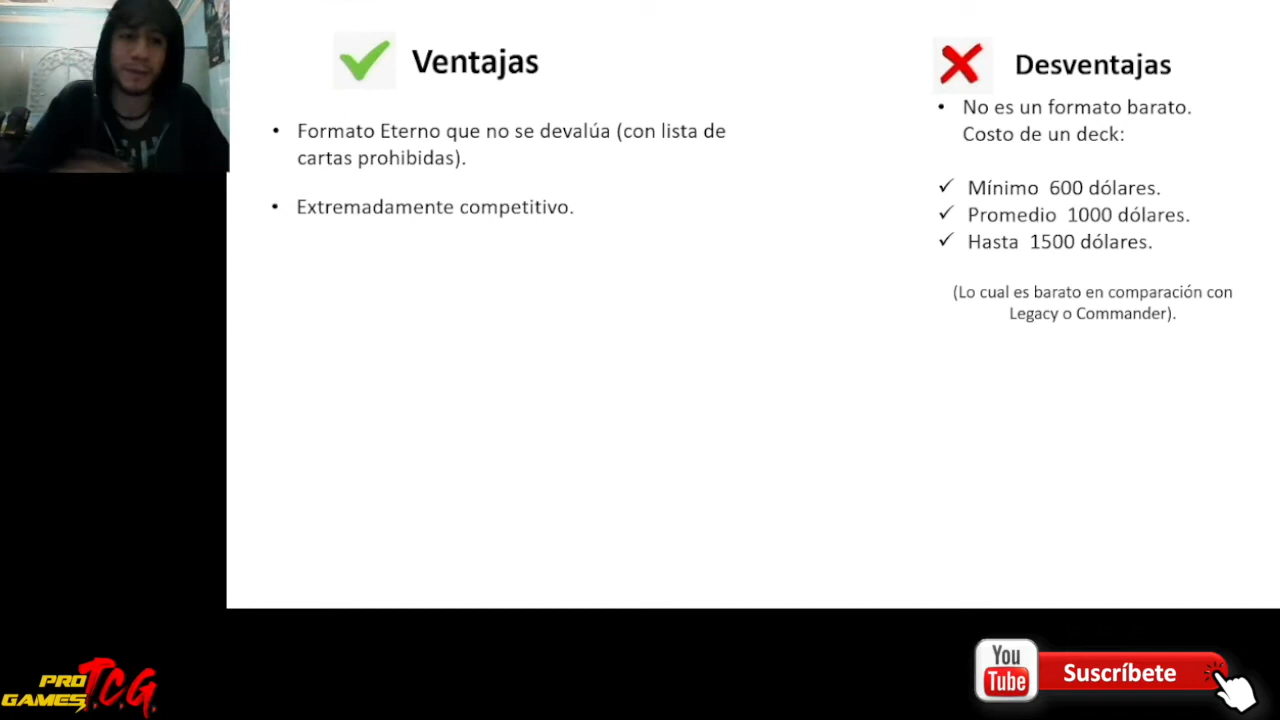 Ventajas
• Formato Eterno que no se devalúa (con lista de
cartas prohibidas).
• Extremadamente competitivo.
Desventajas
• No es un formato barato.
Costo de un deck:
✓ Mínimo 600 dólares.
✓ Promedio 1000 dólares.
✓ Hasta 1500 dólares.
(Lo cual es barato en comparación con
Legacy o Commander).
PRO
GAMES T.C.G.
You
Tube
Suscríbete